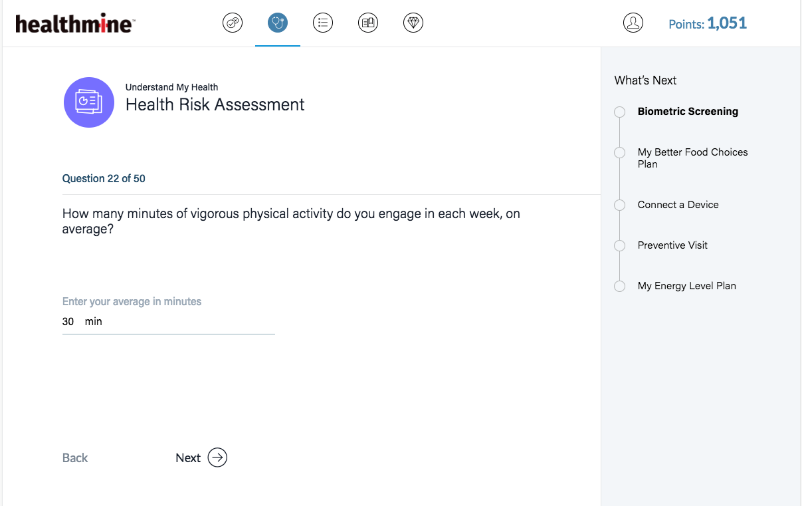 healthmine™
Points: 1,051
Understand My Health
Health Risk Assessment
Question 22 of 50
How many minutes of vigorous physical activity do you engage in each week, on
average?
Enter your average in minutes
30 min
Back
Next
What's Next
Biometric Screening
My Better Food Choices
Plan
Connect a Device
Preventive Visit
My Energy Level Plan